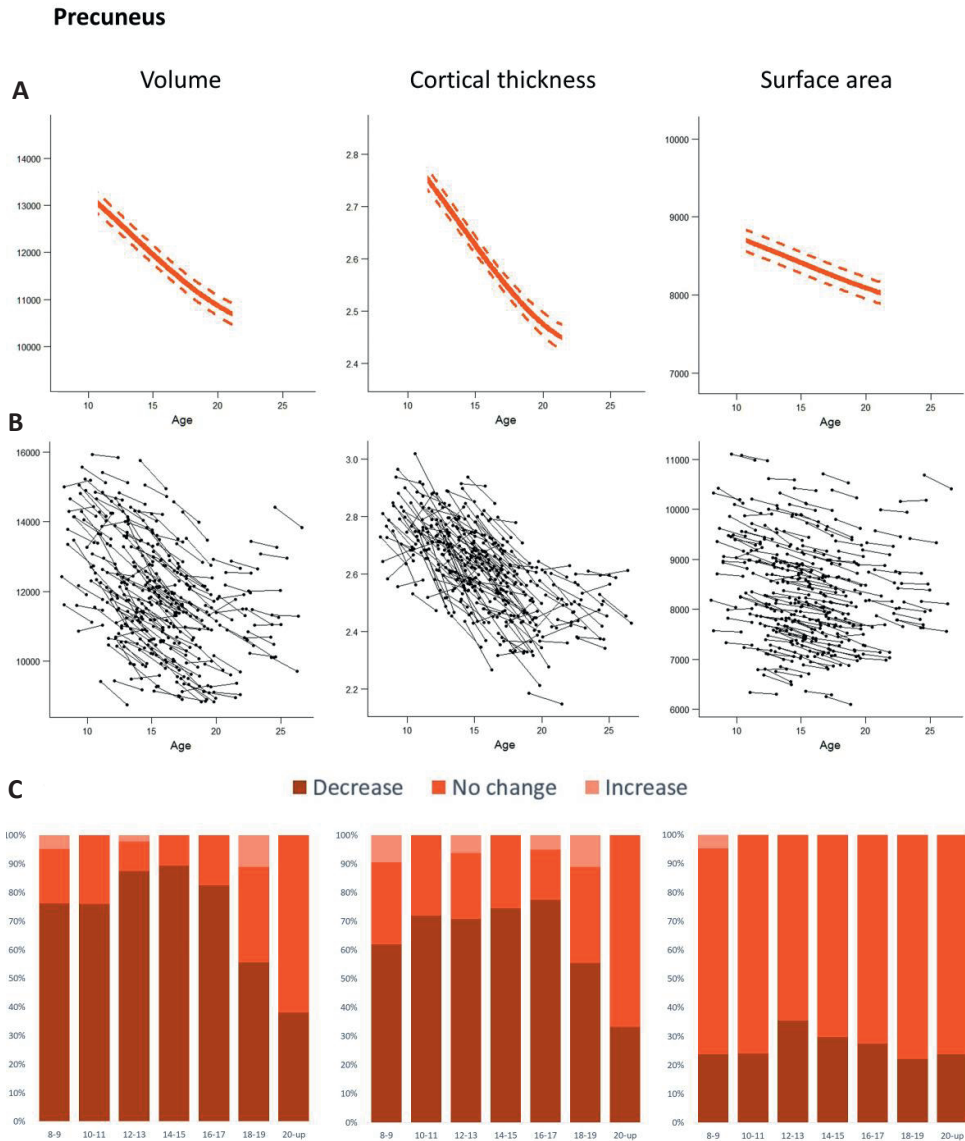 Precuneus
Volume Cortical thickness Surface area
A
14000
13000
12000
11000
10000
10 15 20 25
Age
2.8
2.7
2.6
2.5
2.4
10 15 20 25
Age
10000
9000
8000
7000
10 15 20 25
Age
B
16000
14000
12000
10000
10 15 20 25
Age
3.0
2.8
2.6
2.4
2.2
10 15 20 25
Age
11000
10000
9000
8000
7000
6000
10 15 20 25
Age
C
Decrease No change Increase
100%
90%
80%
70%
60%
50%
40%
30%
20%
10%
0%
8-9 10-11 12-13 14-15 16-17 18-19 20-up
100%
90%
80%
70%
60%
50%
40%
30%
20%
10%
0%
8-9 10-11 12-13 14-15 16-17 18-19 20-up
100%
90%
80%
70%
60%
50%
40%
30%
20%
10%
0%
8-9 10-11 12-13 14-15 16-17 18-19 20-up